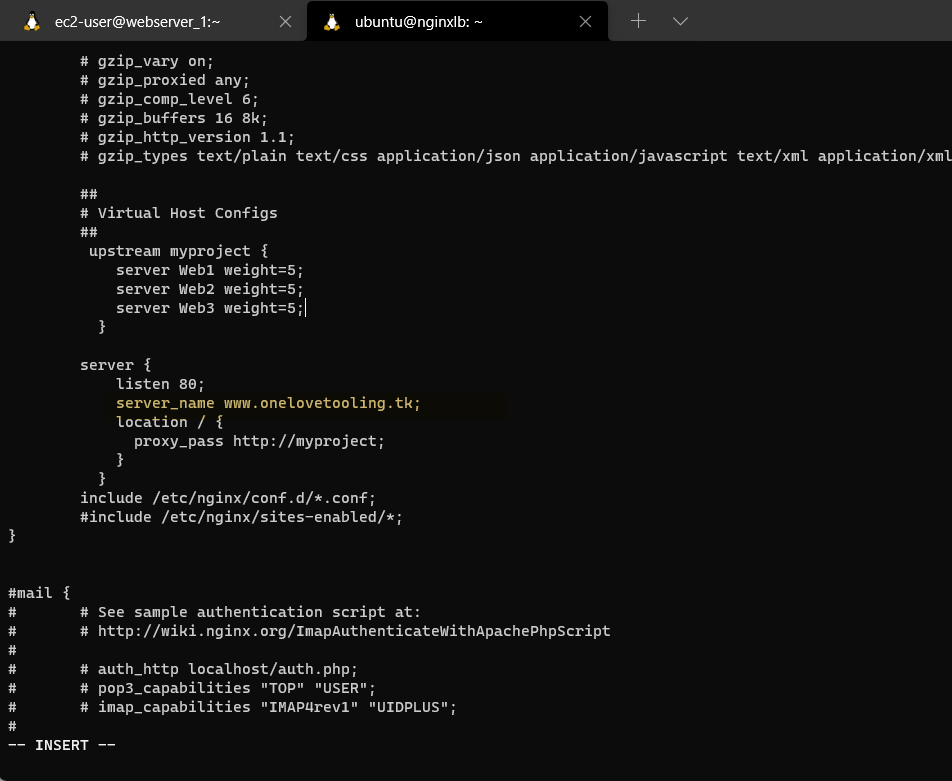 ec2-user@webserver_1:~
ubuntu@nginxlb: ~
# gzip_vary on;
# gzip_proxied any;
# gzip_comp_level 6;
# gzip_buffers 16 8k;
# gzip_http_version 1.1;
# gzip_types text/plain text/css application/json application/javascript text/xml application/xml
##
# Virtual Host Configs
##
upstream myproject {
server Web1 weight=5;
server Web2 weight=5;
server Web3 weight=5;
}
server {
listen 80;
server_name www.onelovetooling.tk;
location / {
proxy_pass http://myproject;
}
}
include /etc/nginx/conf.d/*.conf;
#include /etc/nginx/sites-enabled/*;
}
#mail {
#       # See sample authentication script at:
#       # http://wiki.nginx.org/ImapAuthenticateWithApachePhpScript
#
#       # auth_http localhost/auth.php;
#       # pop3_capabilities "TOP" "USER";
#       # imap_capabilities "IMAP4rev1" "UIDPLUS";
#
-- INSERT --